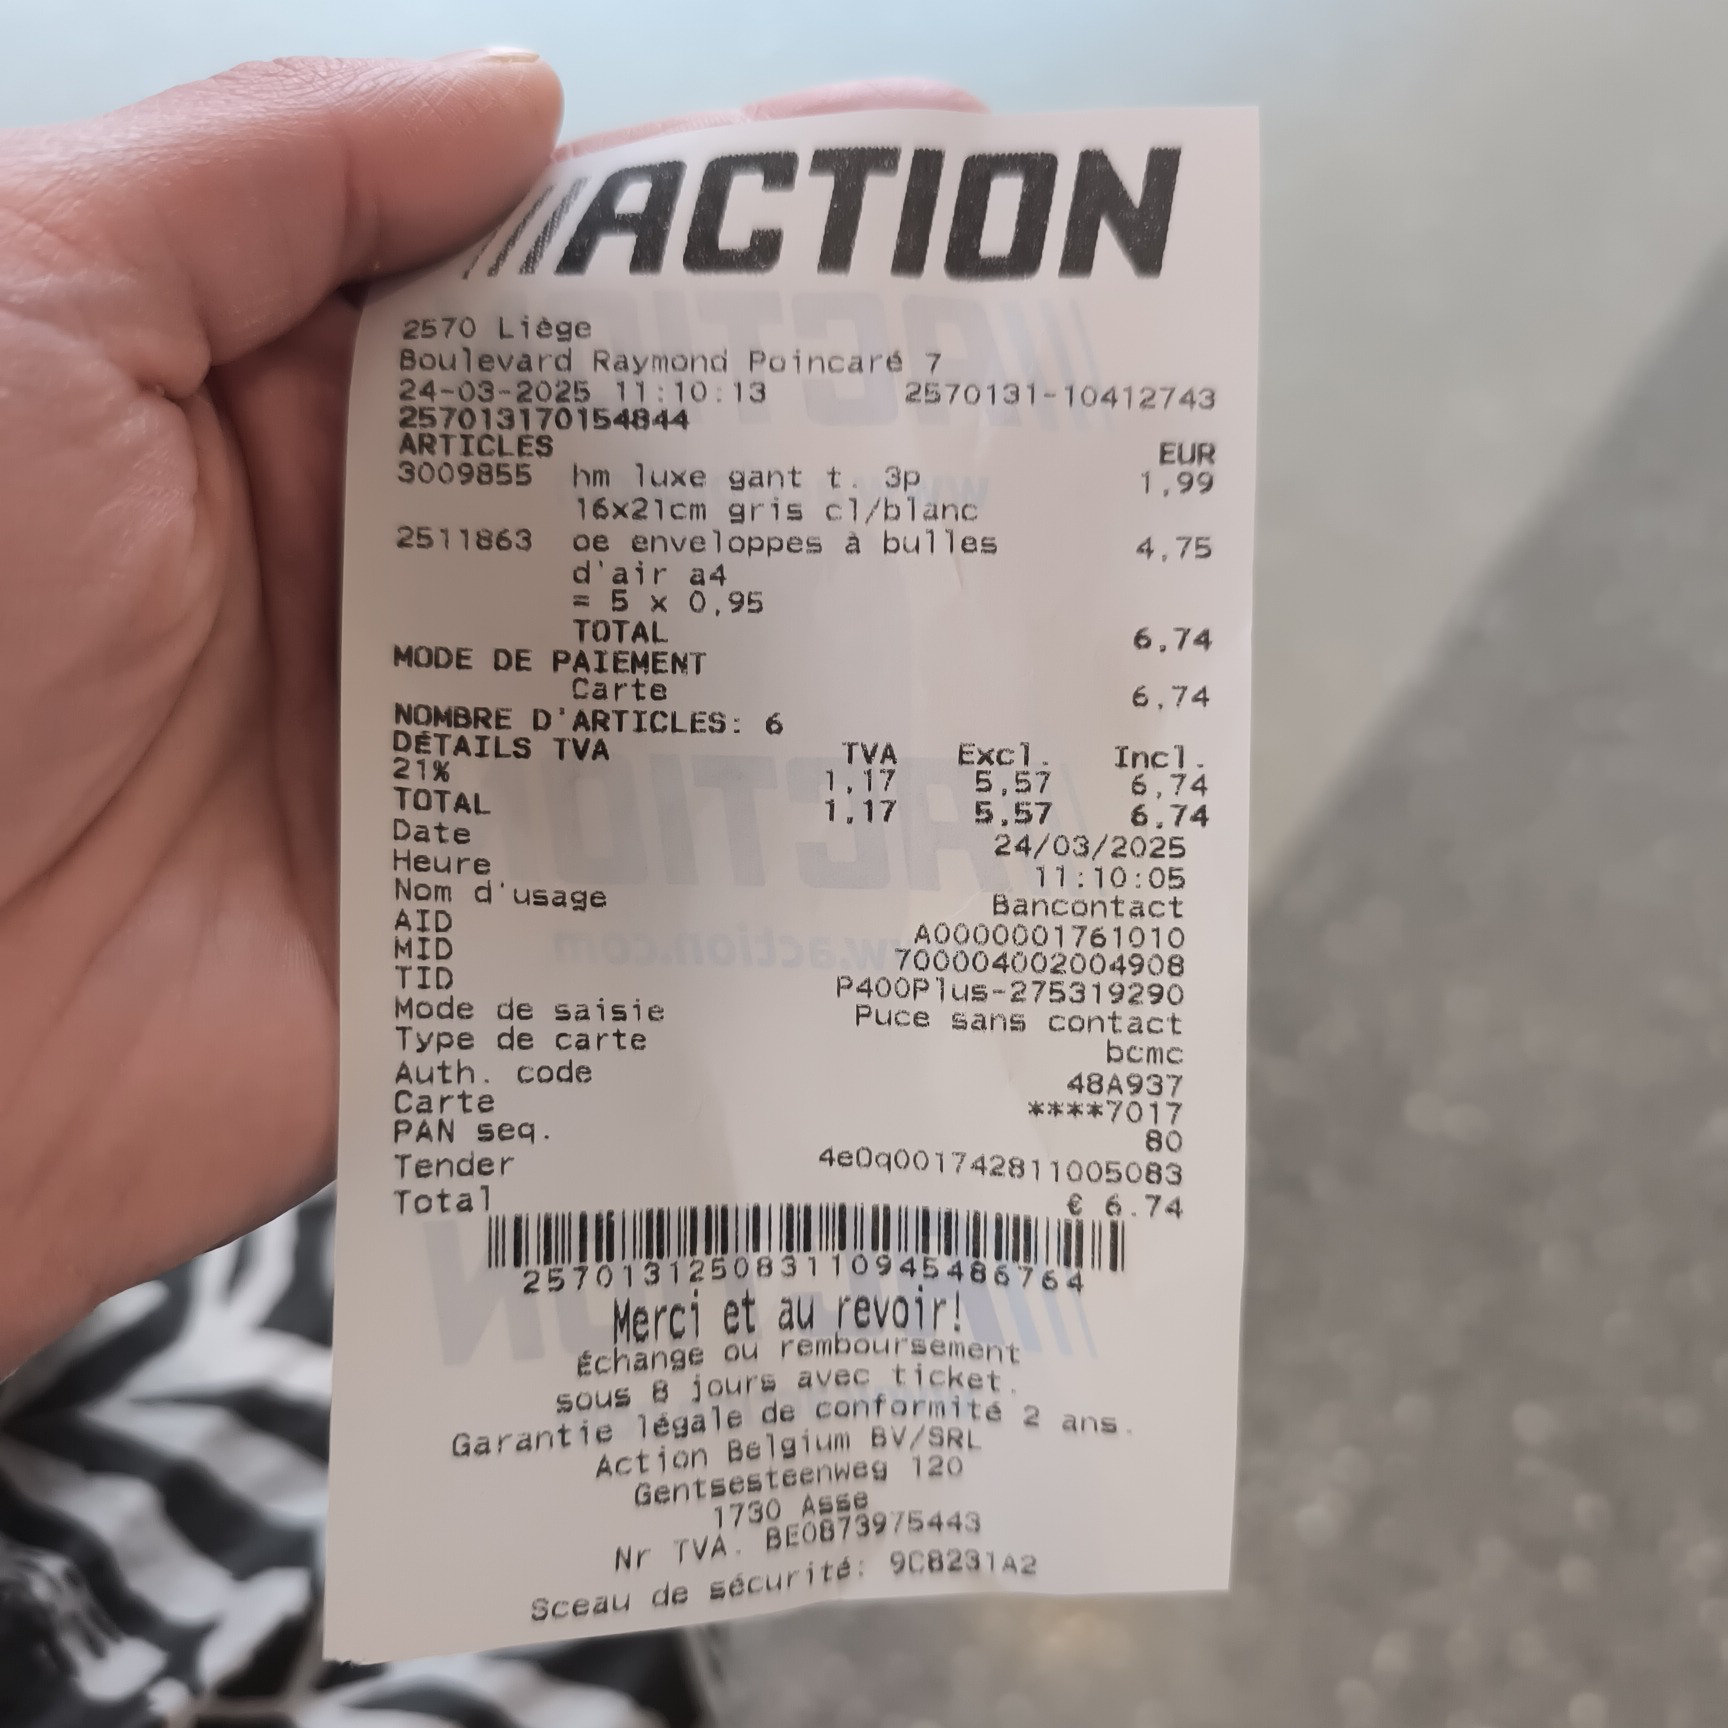 ACTION
2570 Liège
Boulevard Raymond Poincaré 7
24-03-2025 11:10:13 2570131-10412743
257013170154844
ARTICLES EUR
3009855 hm luxe gant t. 3p 1,99
16x21cm gris cl/blanc
2511863 oe enveloppes à bulles 4,75
d'air a4
= 5 x 0,95
TOTAL 6,74
MODE DE PAIEMENT
Carte 6,74
NOMBRE D'ARTICLES: 6
DÉTAILS TVA TVA Excl. Incl.
21% 1,17 5,57 6,74
TOTAL 1,17 5,57 6,74
Date 24/03/2025
Heure 11:10:05
Nom d'usage Bancontact
AID A0000001761010
MID 700004002004908
TID P400Plus-275319290
Mode de saisie Puce sans contact
Type de carte bcmc
Auth. code 48A937
Carte ****7017
PAN seq. 80
Tender 4e0q001742811005083
Total € 6.74
2570131250831109454867​64
Merci et au revoir!
Échange ou remboursement
sous 8 jours avec ticket.
Garantie légale de conformité 2 ans.
Action Belgium BV/SRL
Gentsesteenweg 120
1730 Asse
Nr TVA. BE0873975443
Sceau de sécurité: 9C8231A2